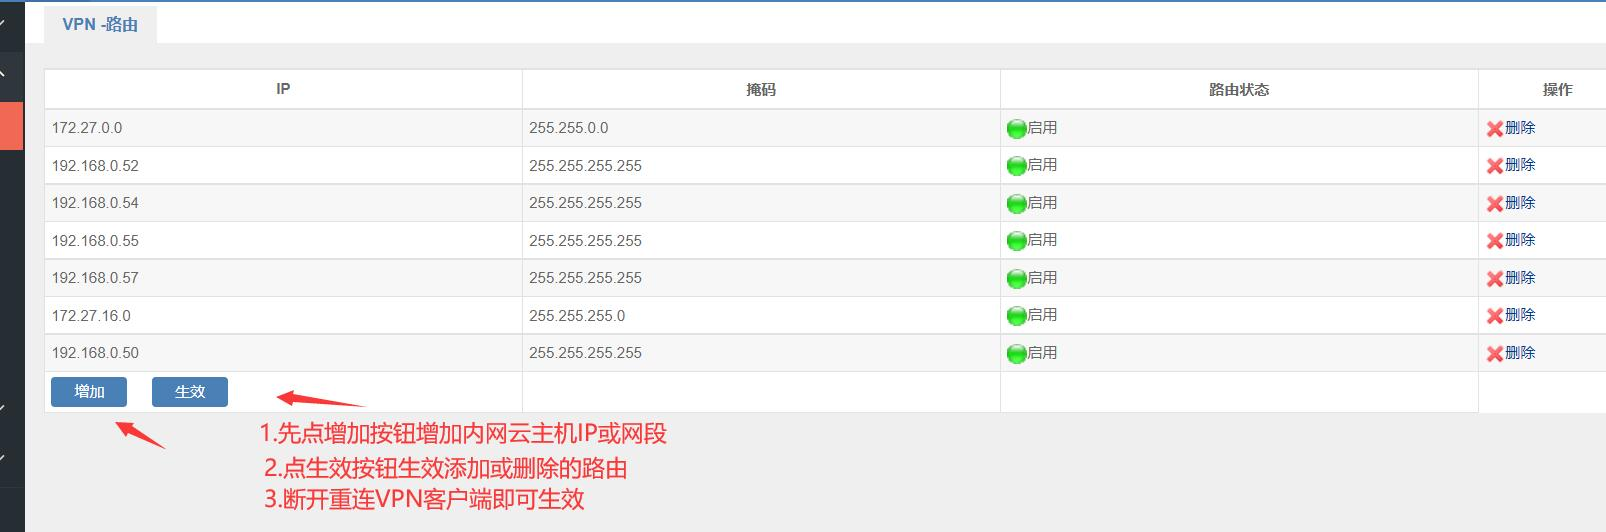 VPN -路由
IP 掩码 路由状态 操作
172.27.0.0 255.255.0.0 启用 删除
192.168.0.52 255.255.255.255 启用 删除
192.168.0.54 255.255.255.255 启用 删除
192.168.0.55 255.255.255.255 启用 删除
192.168.0.57 255.255.255.255 启用 删除
172.27.16.0 255.255.255.0 启用 删除
192.168.0.50 255.255.255.255 启用 删除
增加 生效
1.先点增加按钮增加内网云主机IP或网段
2.点生效按钮生效添加或删除的路由
3.断开重连VPN客户端即可生效